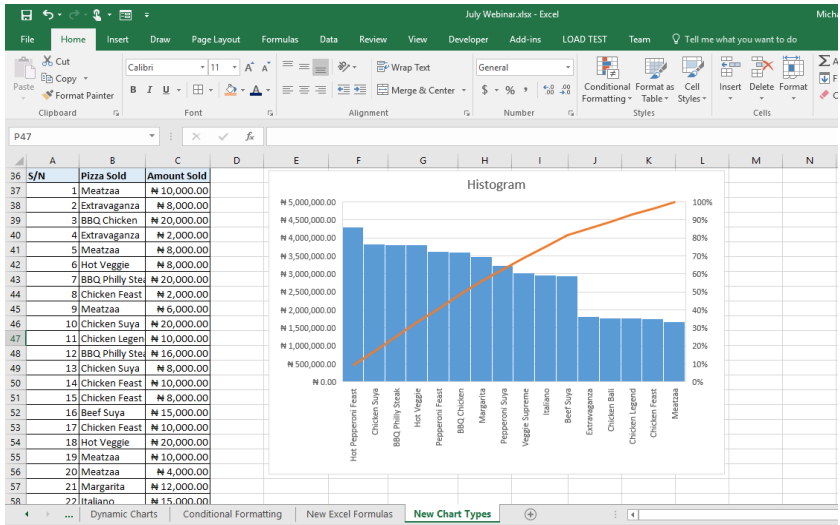 July Webinar.xlsx - Excel
File Home Insert Draw Page Layout Formulas Data Review View Developer Add-ins LOAD TEST Team Tell me what you want to do
Cut
Copy
Format Painter
Paste
Calibri 11 A A
B I U A
Wrap Text
Merge & Center
General
$ % ,
Conditional Formatting
Format as Table
Cell Styles
Insert Delete Format
Clipboard Font Alignment Number Styles Cells
P47 fx
A B C D E F G H I J K L M N
36 S/N Pizza Sold Amount Sold
37 1 Meatzaa ₦ 10,000.00
38 2 Extravaganza ₦ 8,000.00
39 3 BBQ Chicken ₦ 20,000.00
40 4 Extravaganza ₦ 2,000.00
41 5 Meatzaa ₦ 8,000.00
42 6 Hot Veggie ₦ 8,000.00
43 7 BBQ Philly Stea ₦ 20,000.00
44 8 Chicken Feast ₦ 2,000.00
45 9 Meatzaa ₦ 6,000.00
46 10 Chicken Suya ₦ 20,000.00
47 11 Chicken Legen ₦ 10,000.00
48 12 BBQ Philly Stea ₦ 16,000.00
49 13 Chicken Suya ₦ 8,000.00
50 14 Chicken Feast ₦ 10,000.00
51 15 Chicken Feast ₦ 8,000.00
52 16 Beef Suya ₦ 15,000.00
53 17 Chicken Feast ₦ 10,000.00
54 18 Hot Veggie ₦ 20,000.00
55 19 Meatzaa ₦ 10,000.00
56 20 Meatzaa ₦ 4,000.00
57 21 Margarita ₦ 12,000.00
58 22 Italiano ₦ 15,000.00
Histogram
₦ 5,000,000.00 100%
₦ 4,500,000.00 90%
₦ 4,000,000.00 80%
₦ 3,500,000.00 70%
₦ 3,000,000.00 60%
₦ 2,500,000.00 50%
₦ 2,000,000.00 40%
₦ 1,500,000.00 30%
₦ 1,000,000.00 20%
₦ 500,000.00 10%
₦ 0.00 0%
Hot Pepperoni Feast
Chicken Suya
BBQ Philly Steak
Hot Veggie
Pepperoni Feast
BBQ Chicken
Margarita
Pepperoni Suya
Veggie Supreme
Italiano
Beef Suya
Extravaganza
Chicken Bali
Chicken Legend
Chicken Feast
Meatzaa
... Dynamic Charts Conditional Formatting New Excel Formulas New Chart Types